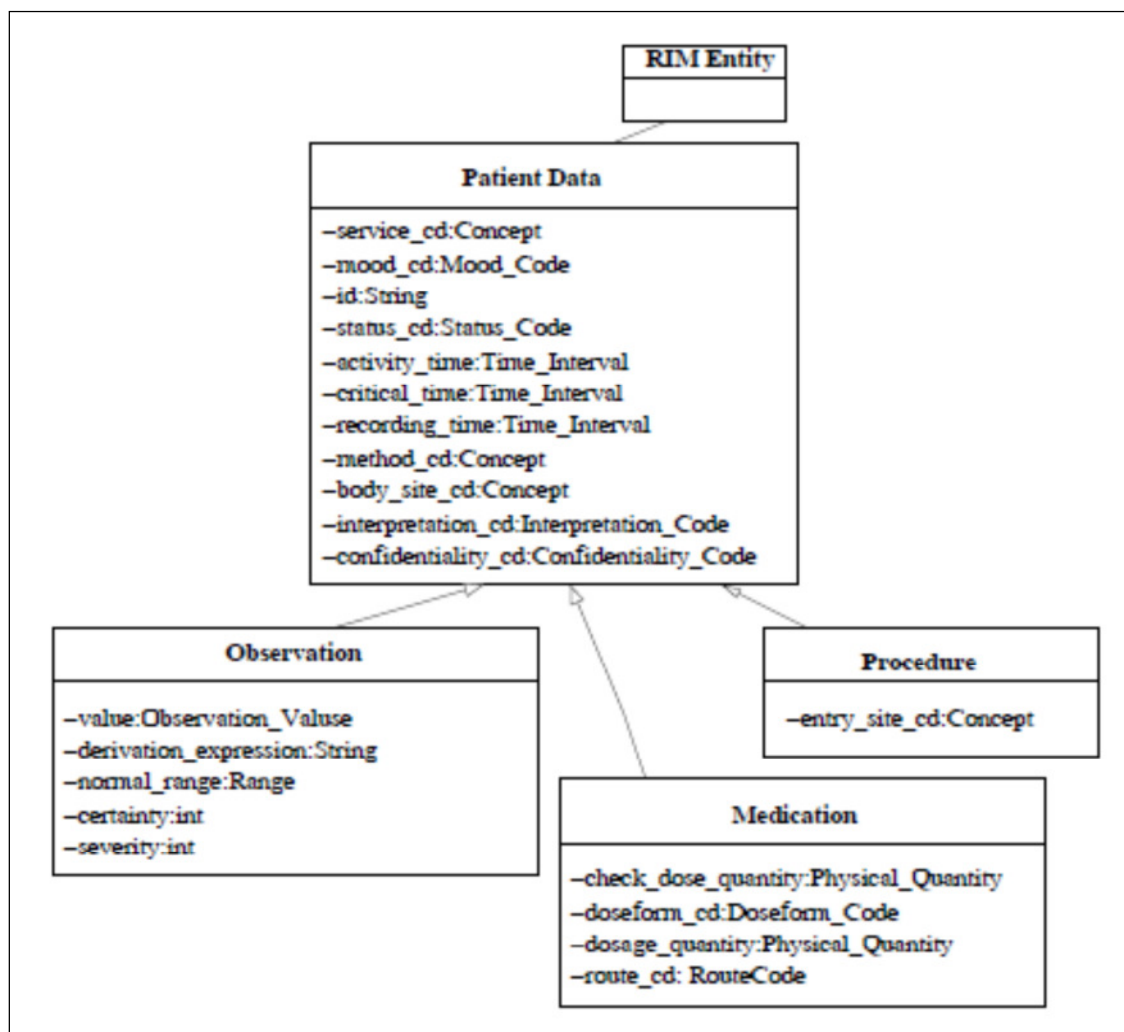 RIM Entity
Patient Data
–service_cd:Concept
–mood_cd:Mood_Code
–id:String
–status_cd:Status_Code
–activity_time:Time_Interval
–critical_time:Time_Interval
–recording_time:Time_Interval
–method_cd:Concept
–body_site_cd:Concept
–interpretation_cd:Interpretation_Code
–confidentiality_cd:Confidentiality_Code
Observation
–value:Observation_Valuse
–derivation_expression:String
–normal_range:Range
–certainty:int
–severity:int
Procedure
–entry_site_cd:Concept
Medication
–check_dose_quantity:Physical_Quantity
–doseform_cd:Doseform_Code
–dosage_quantity:Physical_Quantity
–route_cd: RouteCode